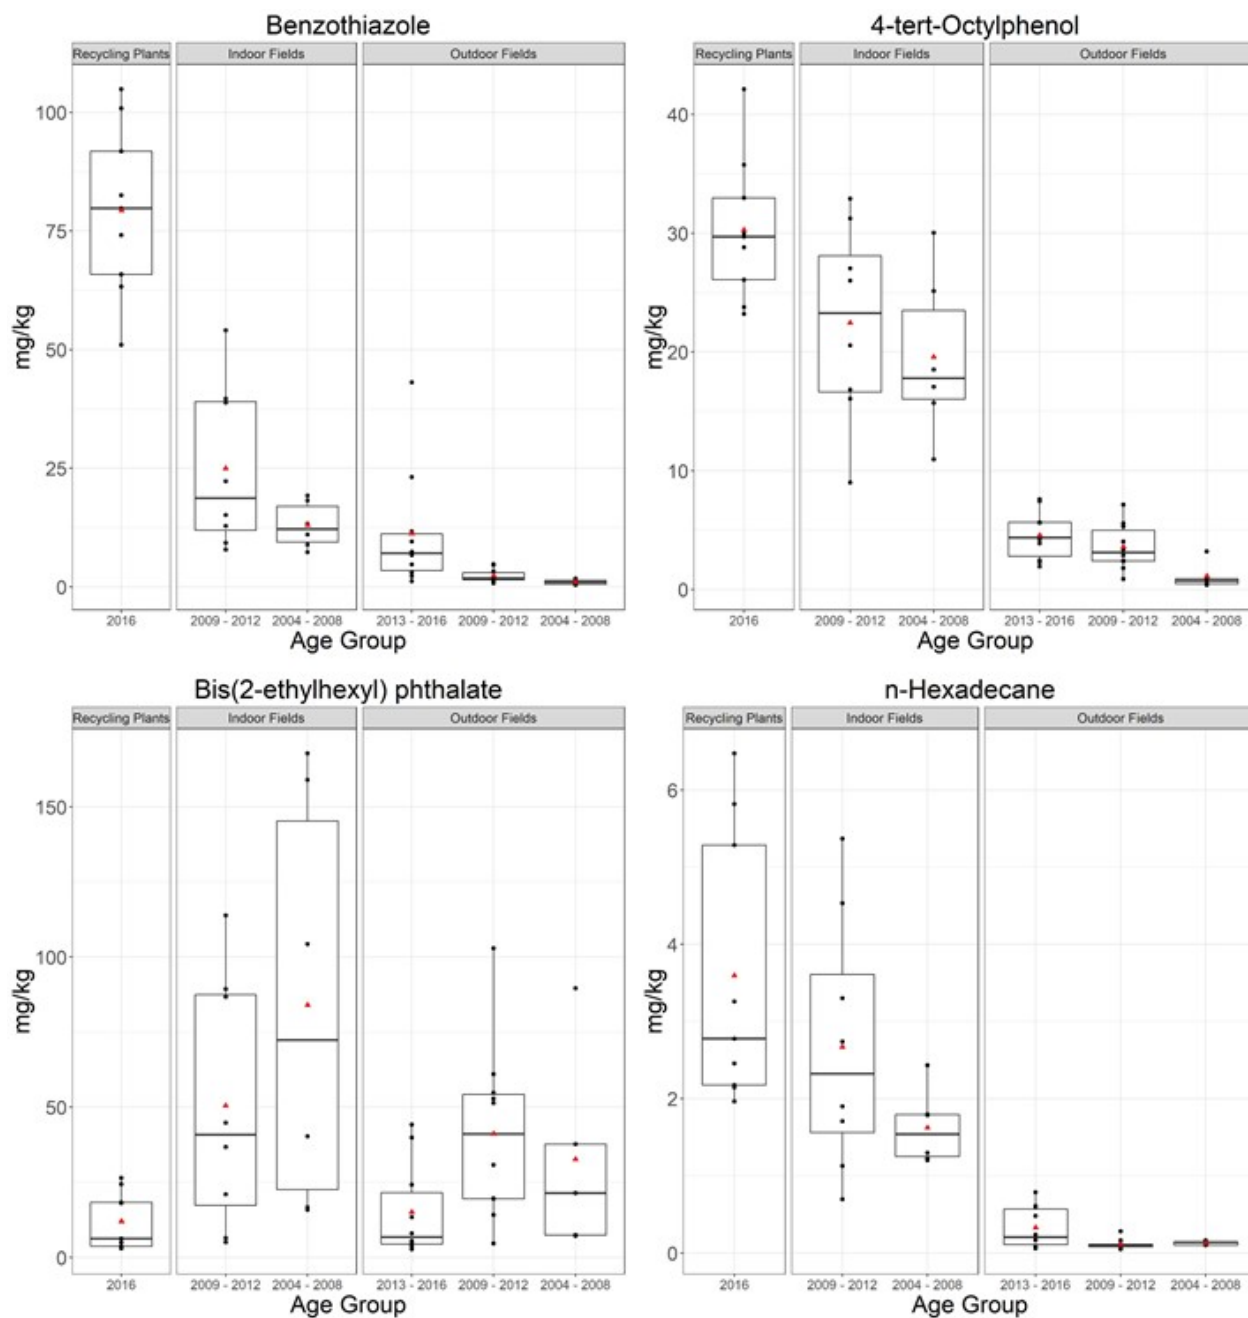 Benzothiazole
Recycling Plants Indoor Fields Outdoor Fields
100
75
50
25
0
mg/kg
2016 2009 - 2012 2004 - 2008 2013 - 2016 2009 - 2012 2004 - 2008
Age Group
4-tert-Octylphenol
Recycling Plants Indoor Fields Outdoor Fields
40
30
20
10
0
mg/kg
2016 2009 - 2012 2004 - 2008 2013 - 2016 2009 - 2012 2004 - 2008
Age Group
Bis(2-ethylhexyl) phthalate
Recycling Plants Indoor Fields Outdoor Fields
150
100
50
0
mg/kg
2016 2009 - 2012 2004 - 2008 2013 - 2016 2009 - 2012 2004 - 2008
Age Group
n-Hexadecane
Recycling Plants Indoor Fields Outdoor Fields
6
4
2
0
mg/kg
2016 2009 - 2012 2004 - 2008 2013 - 2016 2009 - 2012 2004 - 2008
Age Group